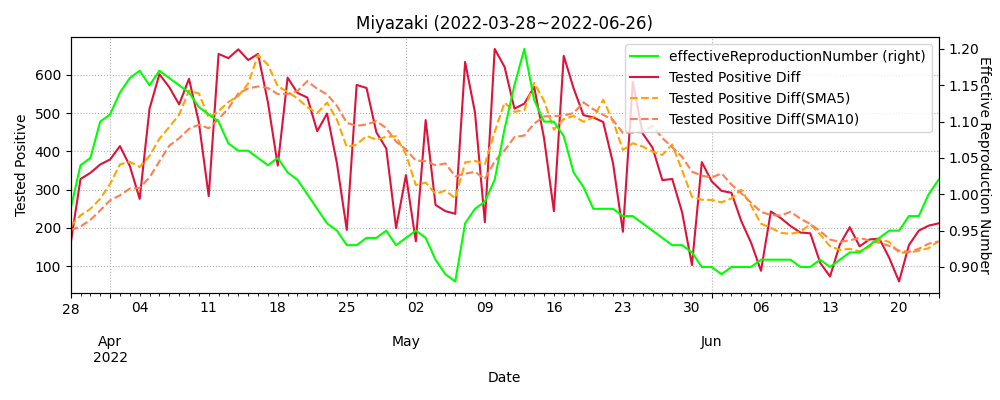 Miyazaki (2022-03-28~2022-06-26)
effectiveReproductionNumber (right)
Tested Positive Diff
Tested Positive Diff(SMA5)
Tested Positive Diff(SMA10)
Tested Positive
600
500
400
300
200
100
1.20
1.15
1.10
1.05
1.00
0.95
0.90
Effective Reproduction Number
28 04 11 18 25 02 09 16 23 30 06 13 20
Apr May Jun
2022
Date